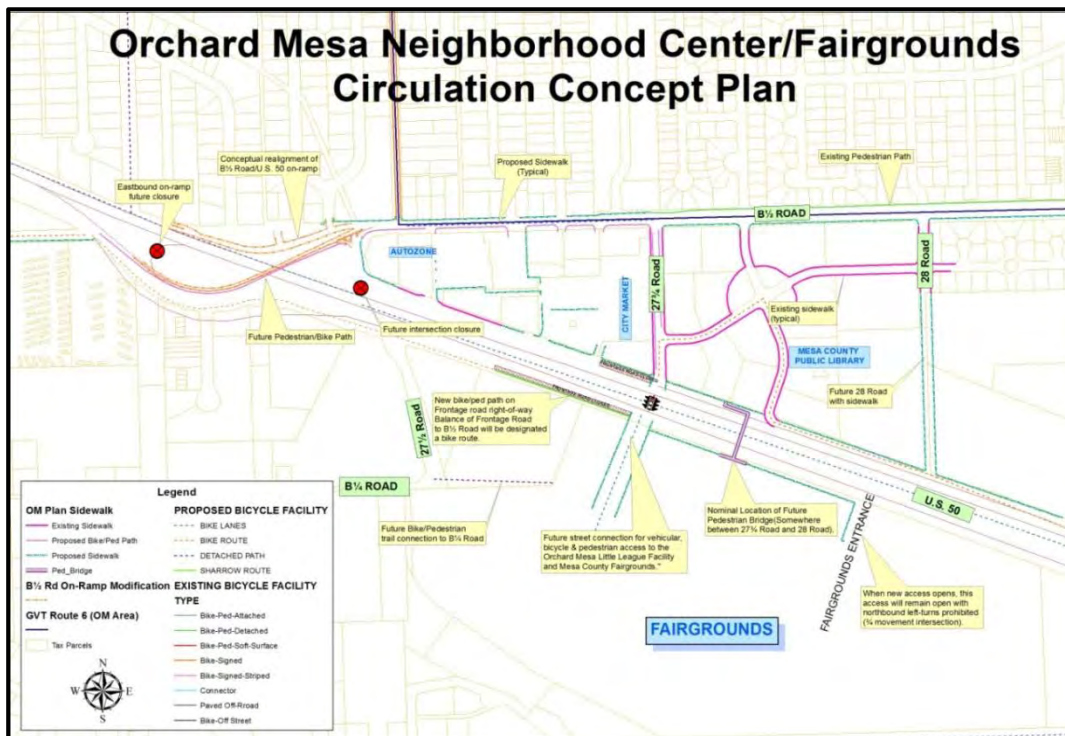 Orchard Mesa Neighborhood Center/Fairgrounds
Circulation Concept Plan
Conceptual realignment of
B½ Road/U.S. 50 on-ramp
Proposed Sidewalk
(Typical)
Existing Pedestrian Path
Eastbound on-ramp
future closure
B½ ROAD
AUTOZONE
CITY MARKET
27¾ Road
28 Road
Existing sidewalk
(typical)
Future Pedestrian/Bike Path
Future intersection closure
MESA COUNTY
PUBLIC LIBRARY
Future 28 Road
with sidewalk
New bike/ped path on
Frontage road right-of-way
Balance of Frontage Road
to B½ Road will be designated
a bike route.
27½ Road
B¼ ROAD
U.S. 50
Future Bike/Pedestrian
trail connection to B¼ Road
Future street connection for vehicular,
bicycle & pedestrian access to the
Orchard Mesa Little League Facility
and Mesa County Fairgrounds."
Nominal Location of Future
Pedestrian Bridge(Somewhere
between 27¾ Road and 28 Road).
FAIRGROUNDS ENTRANCE
When new access opens, this
access will remain open with
northbound left-turns prohibited
(¾ movement intersection).
FAIRGROUNDS
Legend
OM Plan Sidewalk
Existing Sidewalk
Proposed Bike/Ped Path
Proposed Sidewalk
Ped_Bridge
B½ Rd On-Ramp Modification
GVT Route 6 (OM Area)
Tax Parcels
N
W
E
S
PROPOSED BICYCLE FACILITY
BIKE LANES
BIKE ROUTE
DETACHED PATH
SHARROW ROUTE
EXISTING BICYCLE FACILITY
TYPE
Bike-Ped-Attached
Bike-Ped-Detached
Bike-Ped-Soft-Surface
Bike-Signed
Bike-Signed-Striped
Connector
Paved Off-Rroad
Bike-Off Street